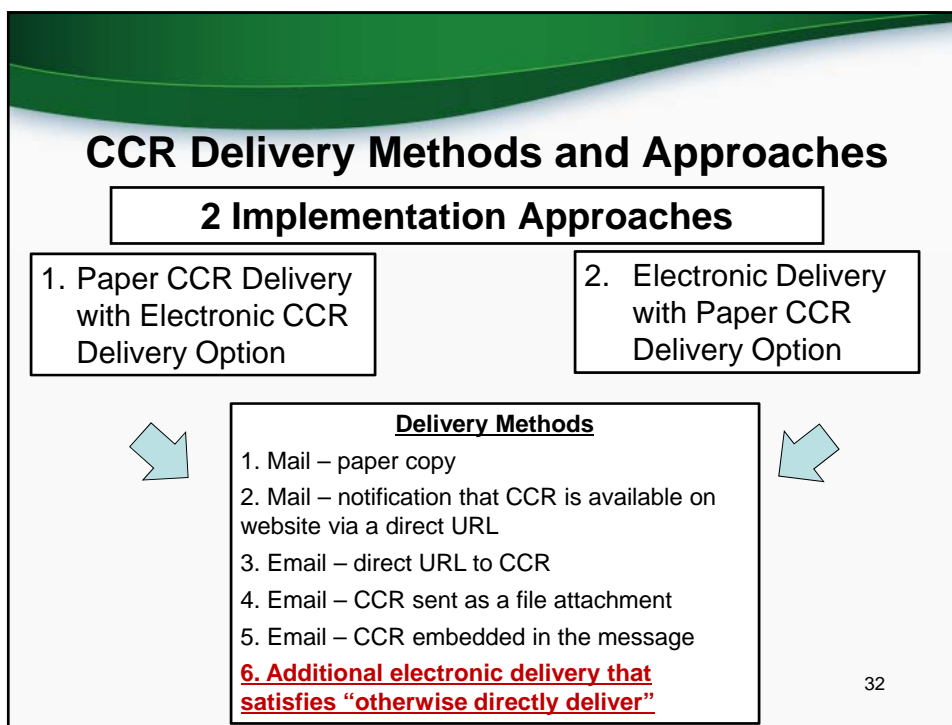 CCR Delivery Methods and Approaches
2 Implementation Approaches
1. Paper CCR Delivery
with Electronic CCR
Delivery Option
2. Electronic Delivery
with Paper CCR
Delivery Option
Delivery Methods
1. Mail – paper copy
2. Mail – notification that CCR is available on
website via a direct URL
3. Email – direct URL to CCR
4. Email – CCR sent as a file attachment
5. Email – CCR embedded in the message
6. Additional electronic delivery that
satisfies “otherwise directly deliver”
32